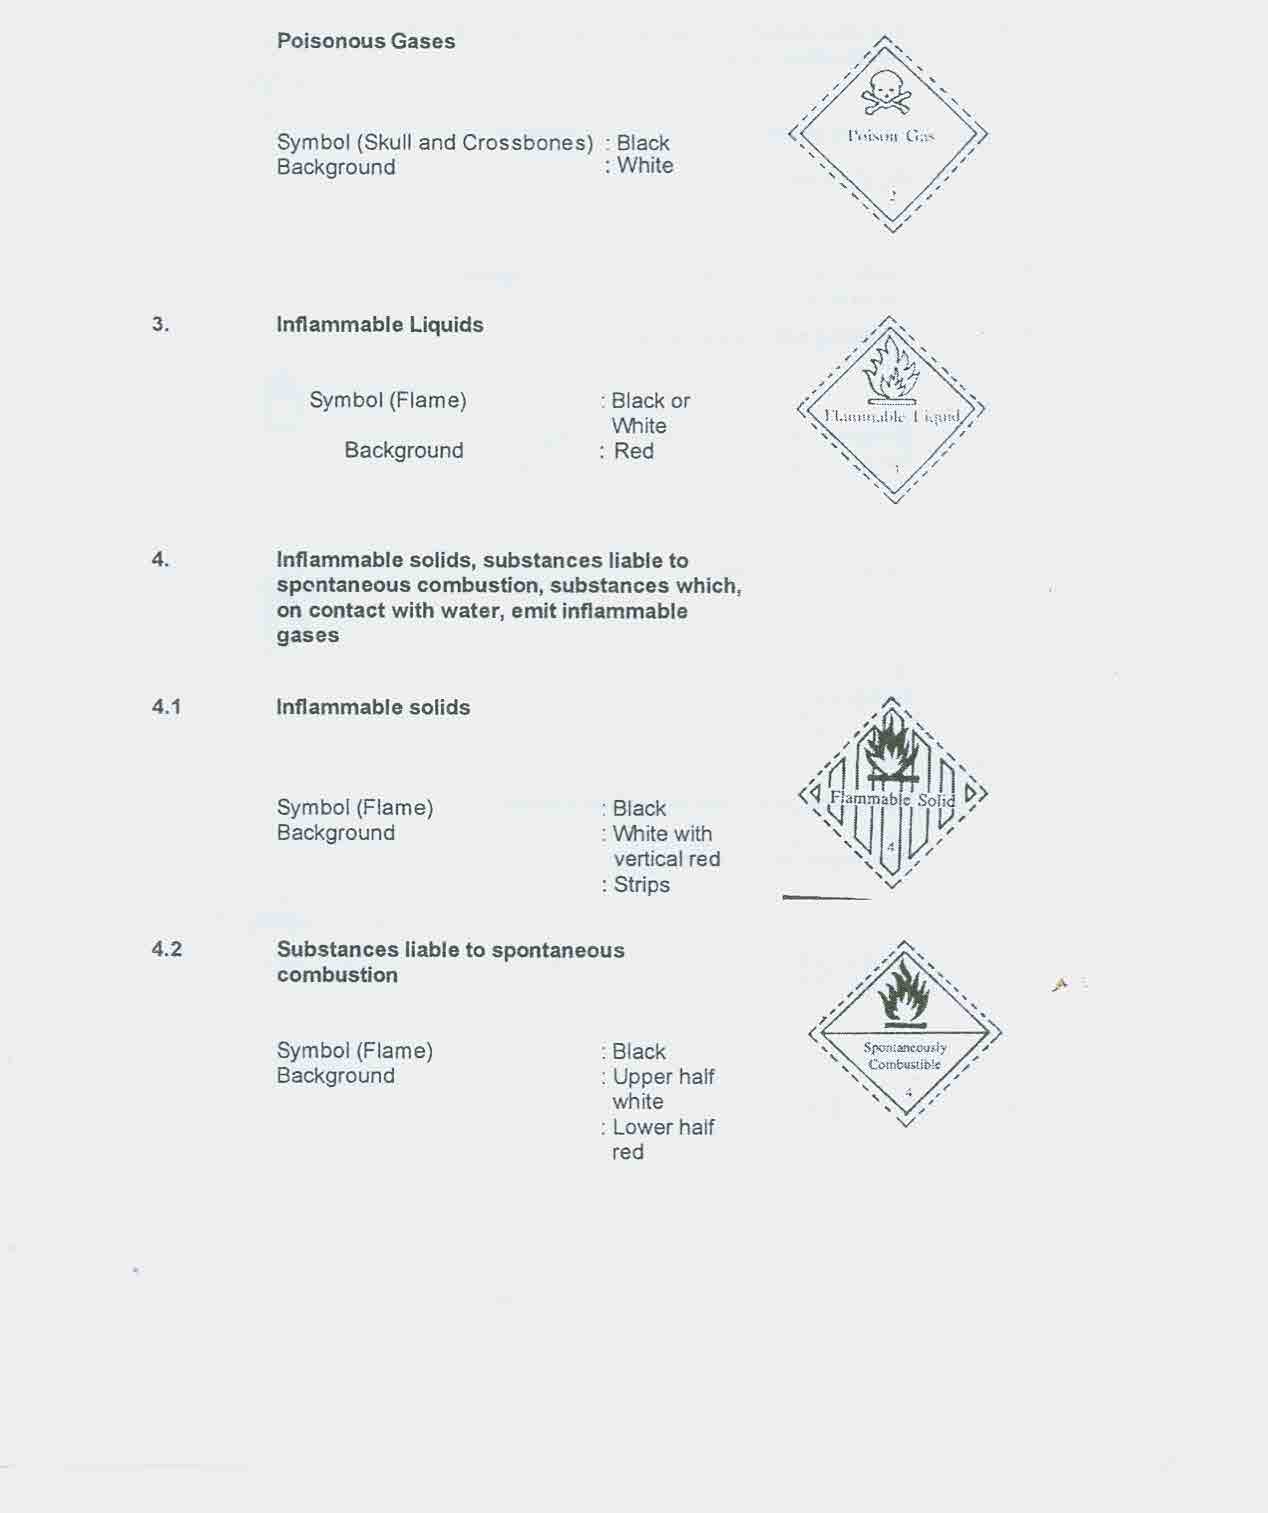 Poisonous Gases
Symbol (Skull and Crossbones) : Black
Background : White
Poison Gas
2
3. Inflammable Liquids
Symbol (Flame) : Black or
White
Background : Red
Flammable Liquid
4. Inflammable solids, substances liable to
spontaneous combustion, substances which,
on contact with water, emit inflammable
gases
4.1 Inflammable solids
Symbol (Flame) : Black
Background : White with
vertical red
: Strips
Flammable Solid
4
4.2 Substances liable to spontaneous
combustion
Symbol (Flame) : Black
Background : Upper half
white
: Lower half
red
Spontaneously
Combustible
4